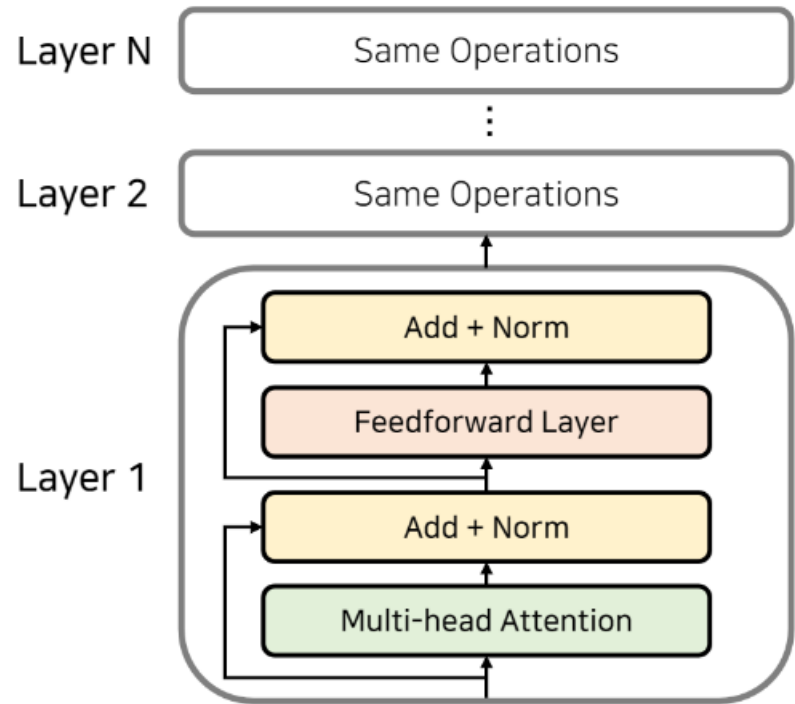 Layer N
Same Operations
⋮
Layer 2
Same Operations
Add + Norm
Feedforward Layer
Layer 1
Add + Norm
Multi-head Attention